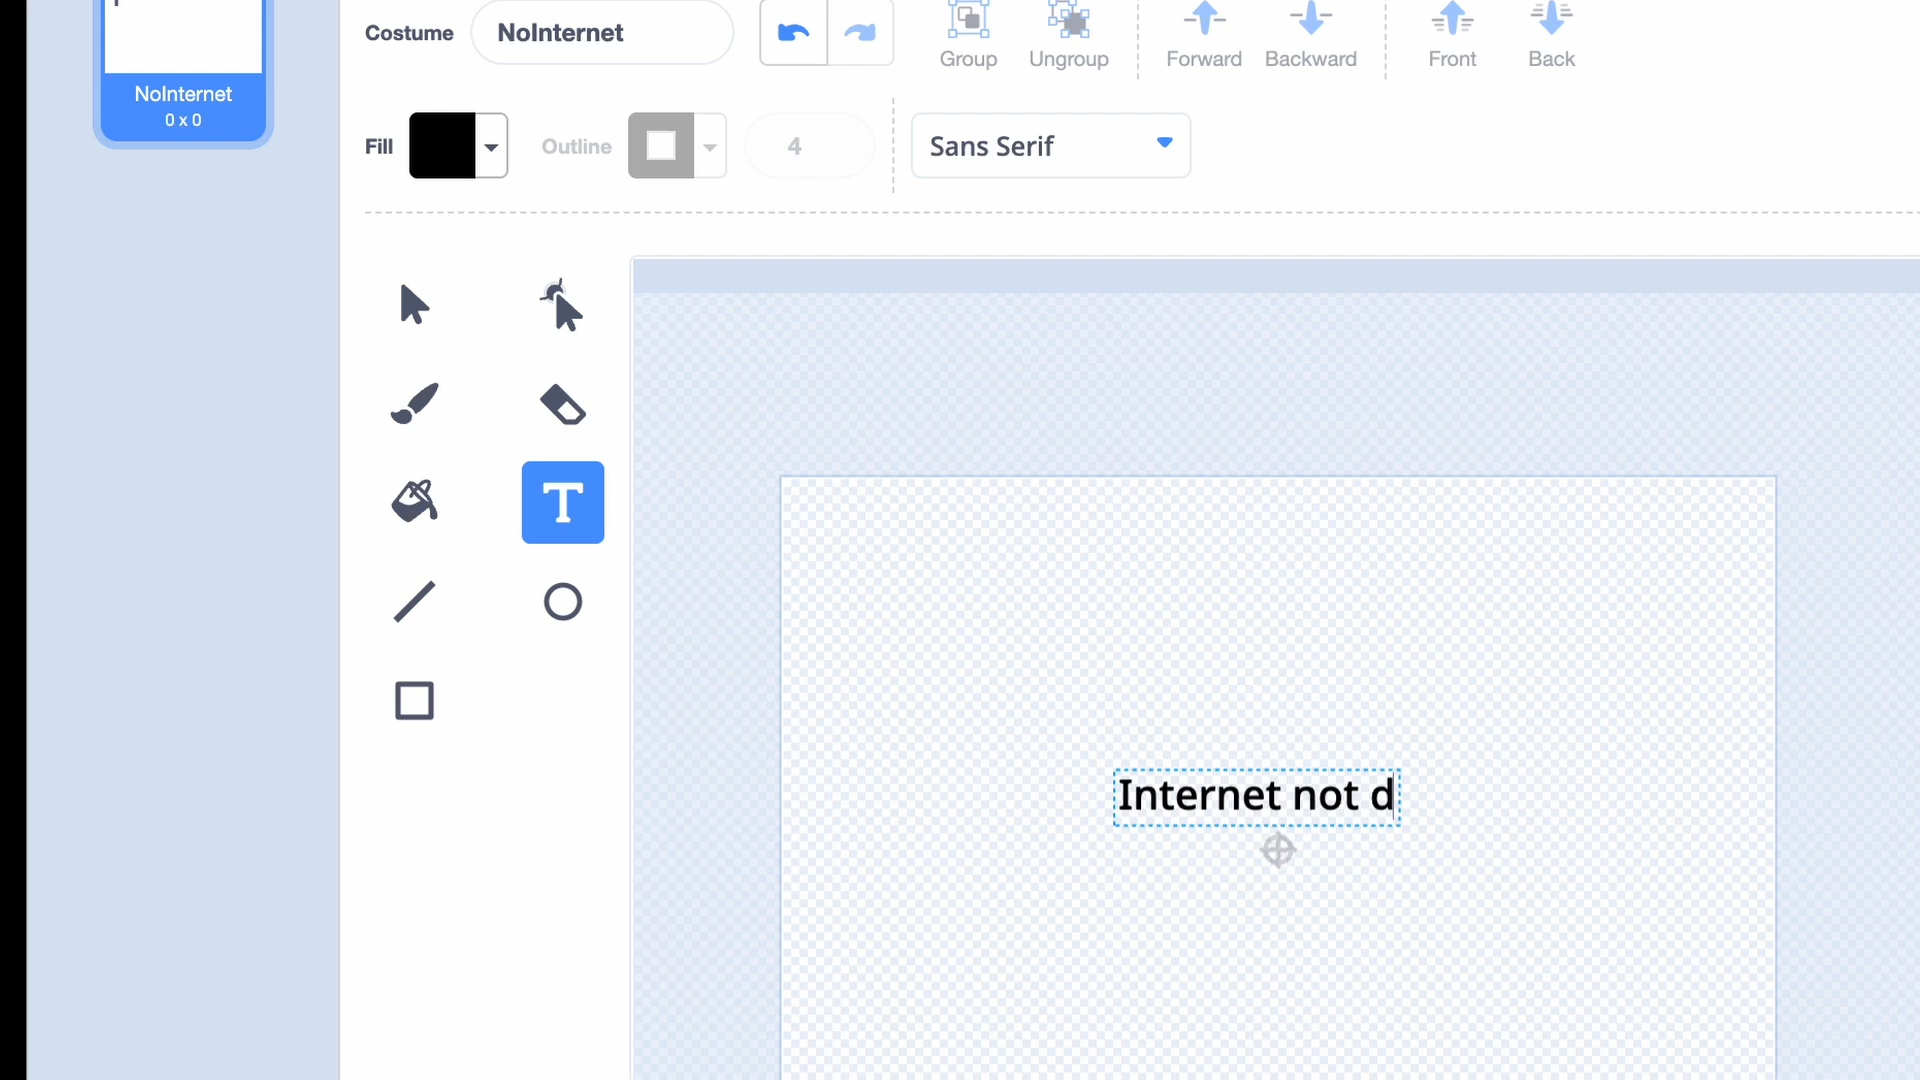 Costume NoInternet
Group Ungroup Forward Backward Front Back
NoInternet
0 x 0
Fill Outline 4 Sans Serif
T
Internet not d